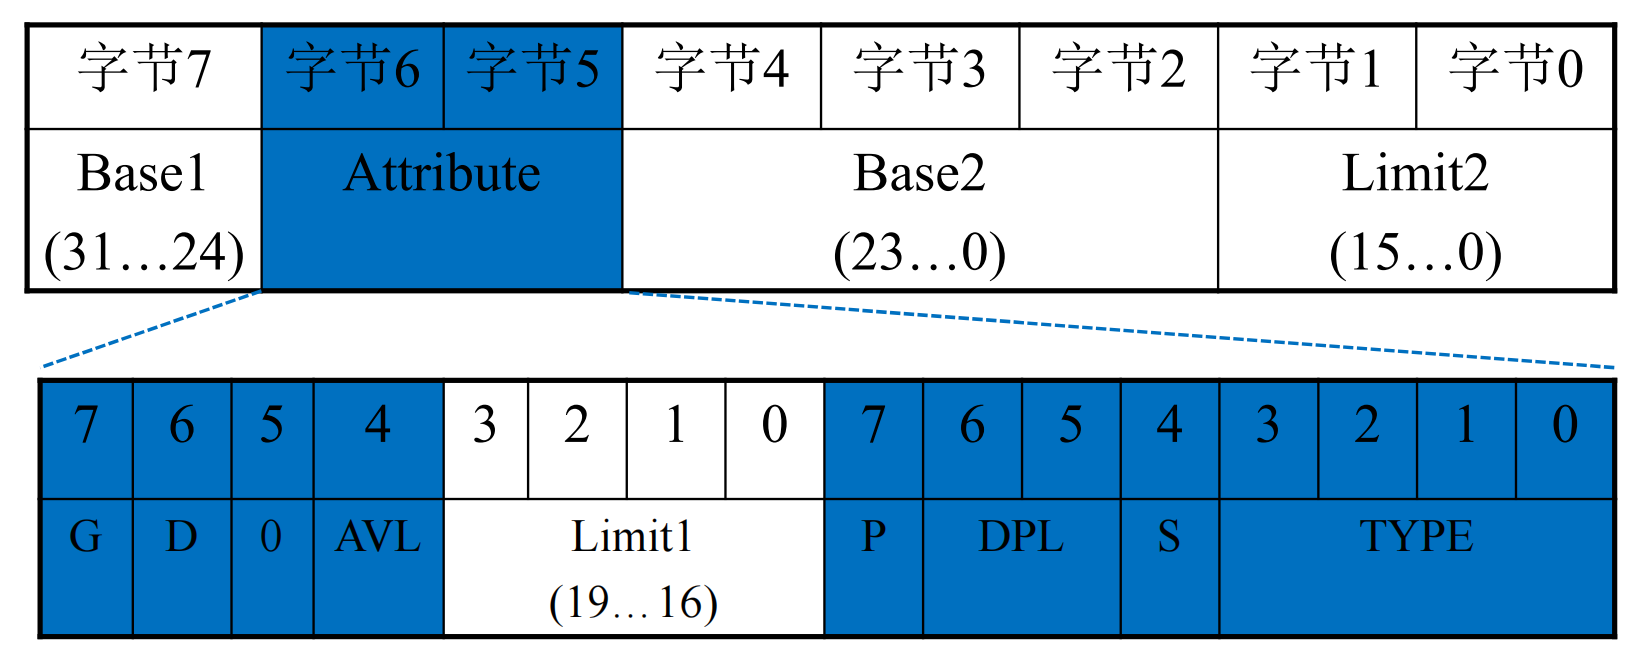 字节7 字节6 字节5 字节4 字节3 字节2 字节1 字节0
Base1 Attribute Base2 Limit2
(31…24) (23…0) (15…0)
7 6 5 4 3 2 1 0 7 6 5 4 3 2 1 0
G D 0 AVL Limit1 P DPL S TYPE
(19…16)